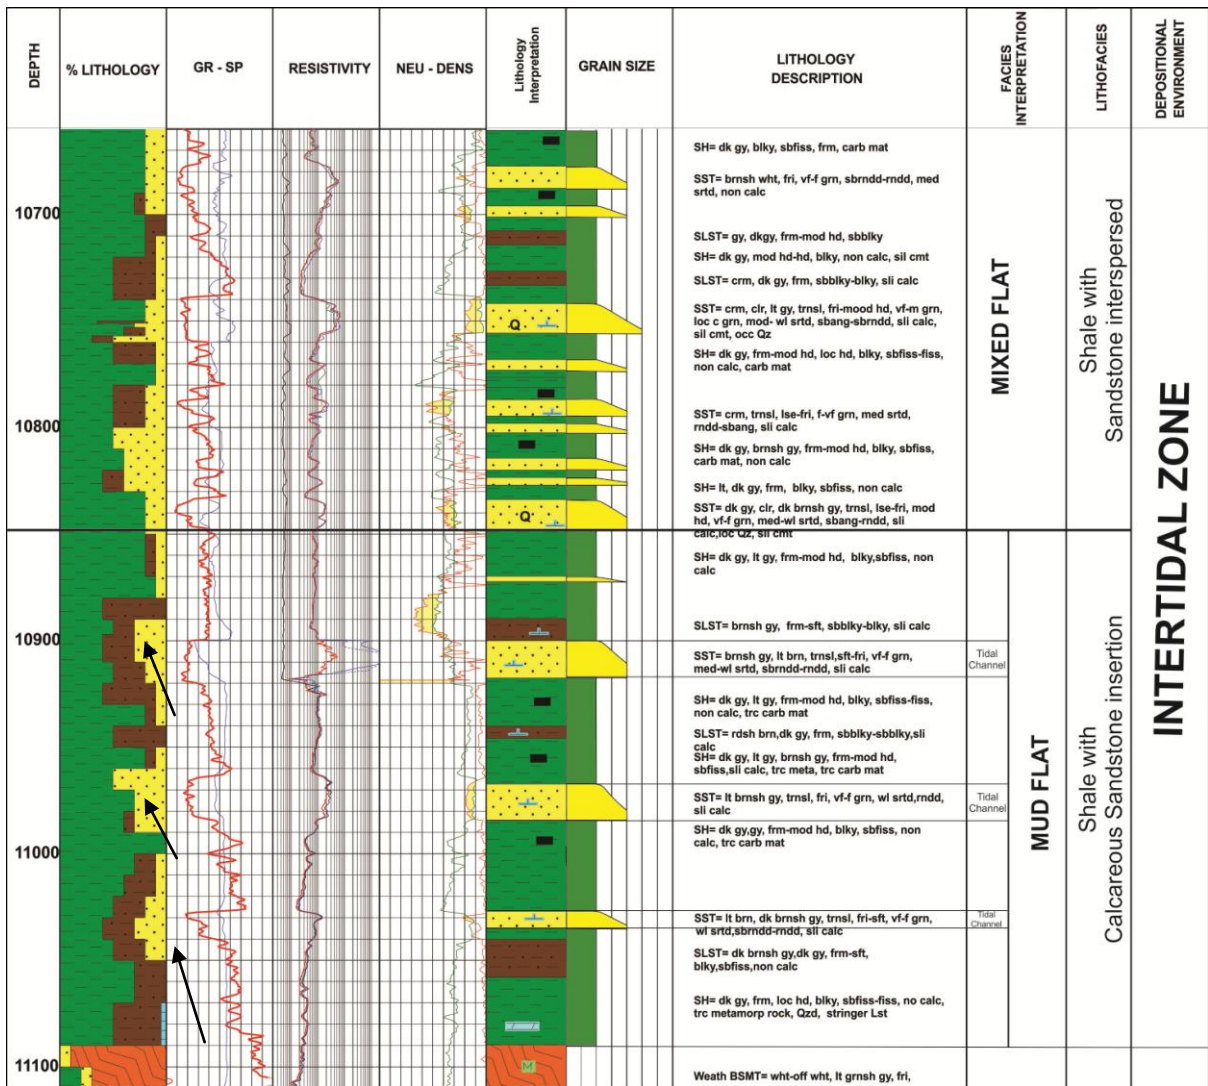 DEPTH
% LITHOLOGY
GR - SP
RESISTIVITY
NEU - DENS
Lithology
Interpretation
GRAIN SIZE
LITHOLOGY
DESCRIPTION
FACIES
INTERPRETATION
LITHOFACIES
DEPOSITIONAL
ENVIRONMENT
SH= dk gy, blky, sbfiss, frm, carb mat
SST= brnsh wht, fri, vf-f grn, sbrndd-rndd, med
srtd, non calc
10700
SLST= gy, dkgy, frm-mod hd, sbblky
SH= dk gy, mod hd-hd, blky, non calc, sil cmt
SLST= crm, dk gy, frm, sbblky-blky, sli calc
SST= crm, clr, lt gy, trnsl, fri-mood hd, vf-m grn,
loc c grn, mod- wl srtd, sbang-sbrndd, sli calc,
sil cmt, occ Qz
Q
SH= dk gy, frm-mod hd, loc hd, blky, sbfiss-fiss,
non calc, carb mat
SST= crm, trnsl, lse-fri, f-vf grn, med srtd,
rndd-sbang, sli calc
10800
SH= dk gy, brnsh gy, frm-mod hd, blky, sbfiss,
carb mat, non calc
SH= lt, dk gy, frm, blky, sbfiss, non calc
SST= dk gy, clr, dk brnsh gy, trnsl, lse-fri, mod
hd, vf-f grn, med-wl srtd, sbang-rndd, sli
calc,loc Qz, sil cmt
Q
MIXED FLAT
Shale with
Sandstone interspersed
INTERTIDAL ZONE
SH= dk gy, lt gy, frm-mod hd, blky,sbfiss, non
calc
SLST= brnsh gy, frm-sft, sbblky-blky, sli calc
10900
SST= brnsh gy, lt brn, trnsl,sft-fri, vf-f grn,
med-wl srtd, sbrndd-rndd, sli calc
Tidal
Channel
SH= dk gy, lt gy, frm-mod hd, blky, sbfiss-fiss,
non calc, trc carb mat
SLST= rdsh brn,dk gy, frm, sbblky-sbblky,sli
calc
SH= dk gy, lt gy, brnsh gy, frm-mod hd,
sbfiss,sli calc, trc meta, trc carb mat
SST= lt brnsh gy, trnsl, fri, vf-f grn, wl srtd,rndd,
sli calc
Tidal
Channel
SH= dk gy,gy, frm-mod hd, blky, sbfiss, non
calc, trc carb mat
11000
SST= lt brn, dk brnsh gy, trnsl, fri-sft, vf-f grn,
wl srtd,sbrndd-rndd, sli calc
Tidal
Channel
SLST= dk brnsh gy,dk gy, frm-sft,
blky,sbfiss,non calc
SH= dk gy, frm, loc hd, blky, sbfiss-fiss, no calc,
trc metamorp rock, Qzd, stringer Lst
MUD FLAT
Shale with
Calcareous Sandstone insertion
11100
M
Weath BSMT= wht-off wht, lt grnsh gy, fri,